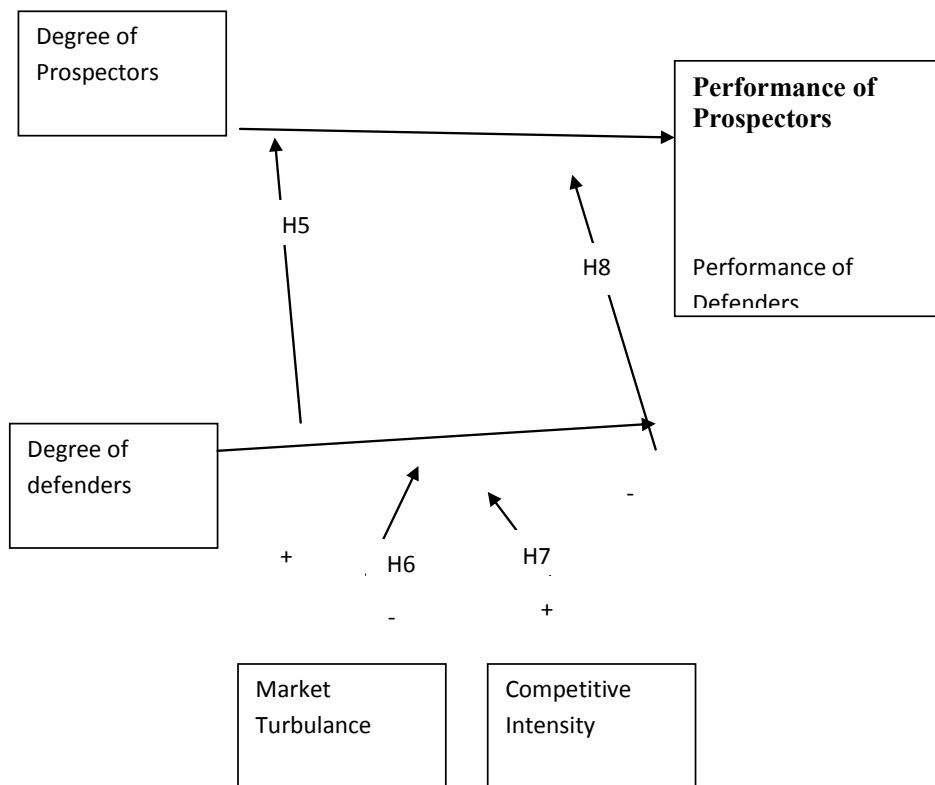 Degree of
Prospectors
Performance of
Prospectors
H5
H8
Performance of
Defenders
Degree of
defenders
-
+
H6
H7
-
+
Market
Turbulance
Competitive
Intensity